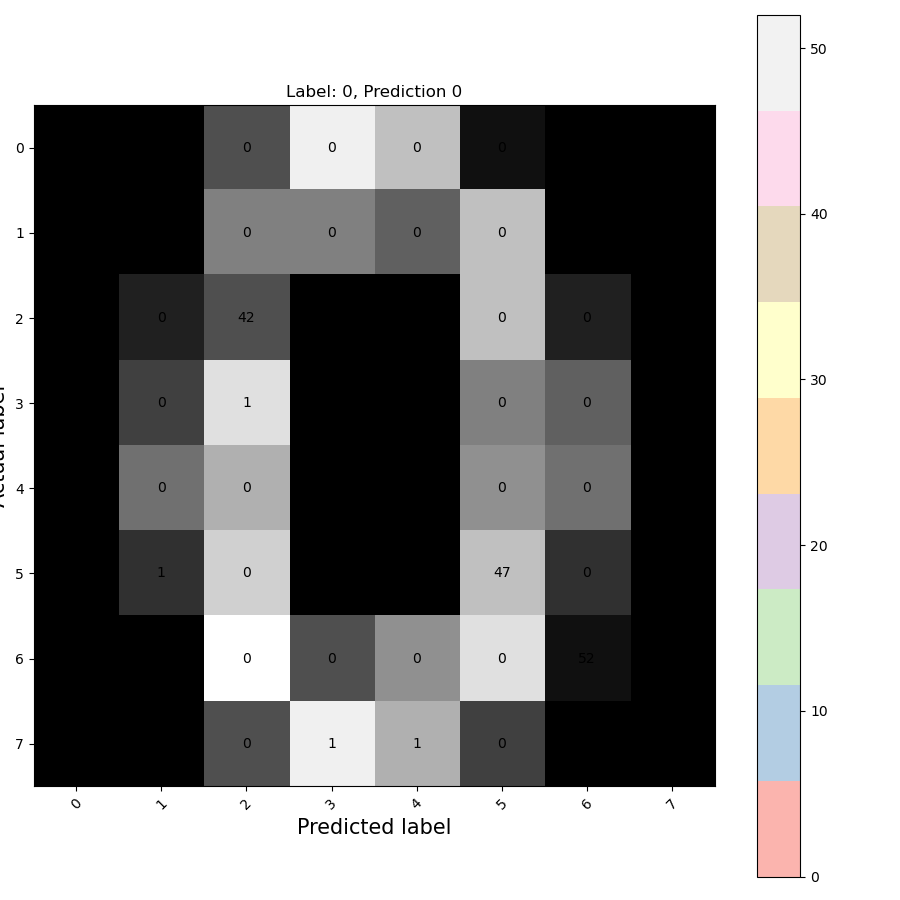 Label: 0, Prediction 0
50
0 0 0 0 0
1 0 0 0 0
40
2 0 42 0 0
30
3 0 1 0 0
Actual label
4 0 0 0 0
20
5 1 0 47 0
6 0 0 0 0 52
10
7 0 1 1 0
0 1 2 3 4 5 6 7
Predicted label
0